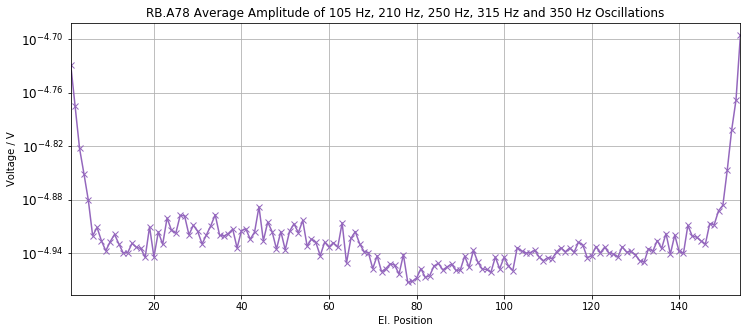 RB.A78 Average Amplitude of 105 Hz, 210 Hz, 250 Hz, 315 Hz and 350 Hz Oscillations
Voltage / V
10^−4.70
10^−4.76
10^−4.82
10^−4.88
10^−4.94
20 40 60 80 100 120 140
El. Position